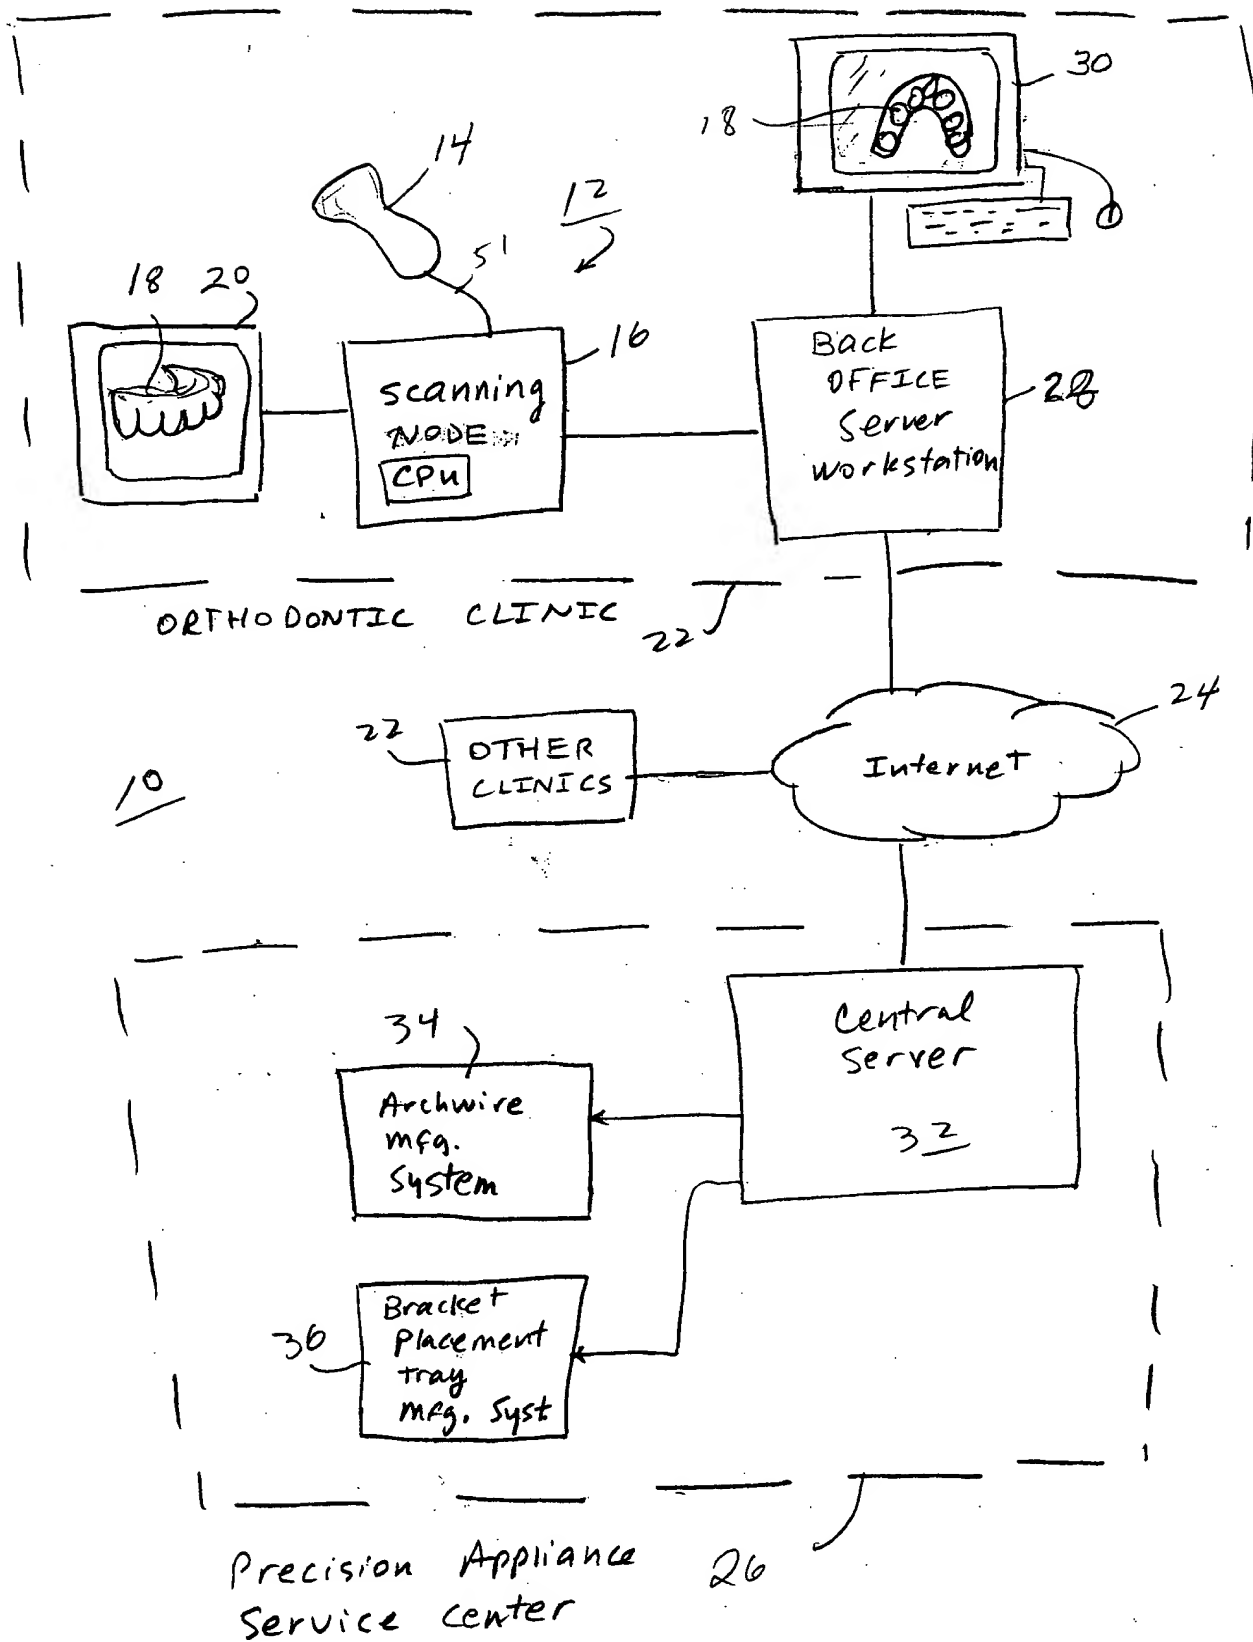 30
18
14
12
51
18 20
16
scanning
NODE
CPU
Back
OFFICE
Server
workstation
28
ORTHODONTIC CLINIC
22
24
22
OTHER
CLINICS
Internet
10
34
Central
Server
32
Archwire
mfg.
System
36
Bracket
Placement
tray
mfg. Syst
Precision Appliance
Service center
26